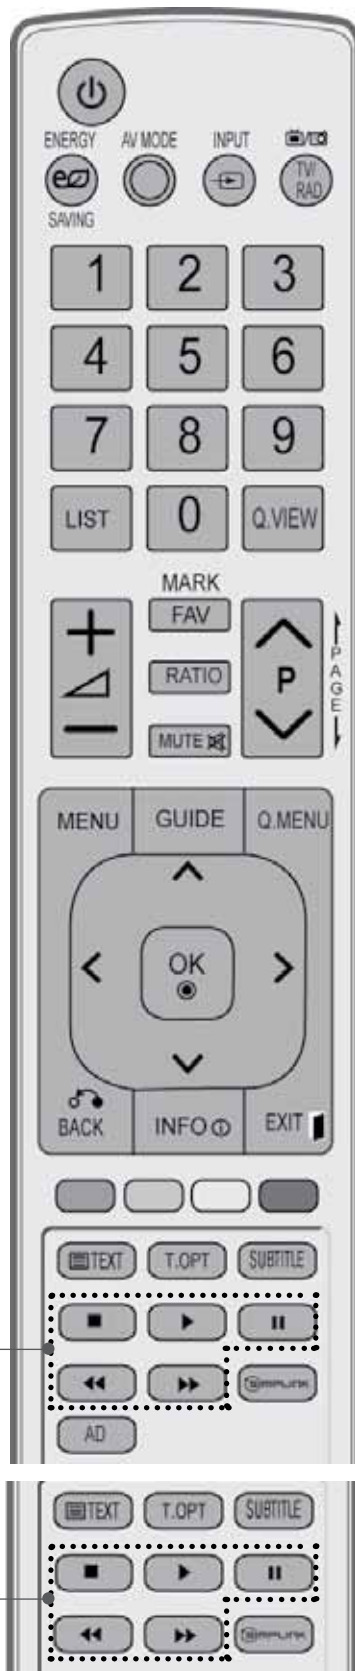 ENERGY AV MODE INPUT
TV/
RAD
SAVING
1 2 3
4 5 6
7 8 9
LIST 0 Q.VIEW
MARK
FAV
RATIO
P
PAGE
MUTE
MENU GUIDE Q.MENU
OK
BACK INFO EXIT
TEXT T.OPT SUBTITLE
SIMPLINK
AD
TEXT T.OPT SUBTITLE
SIMPLINK